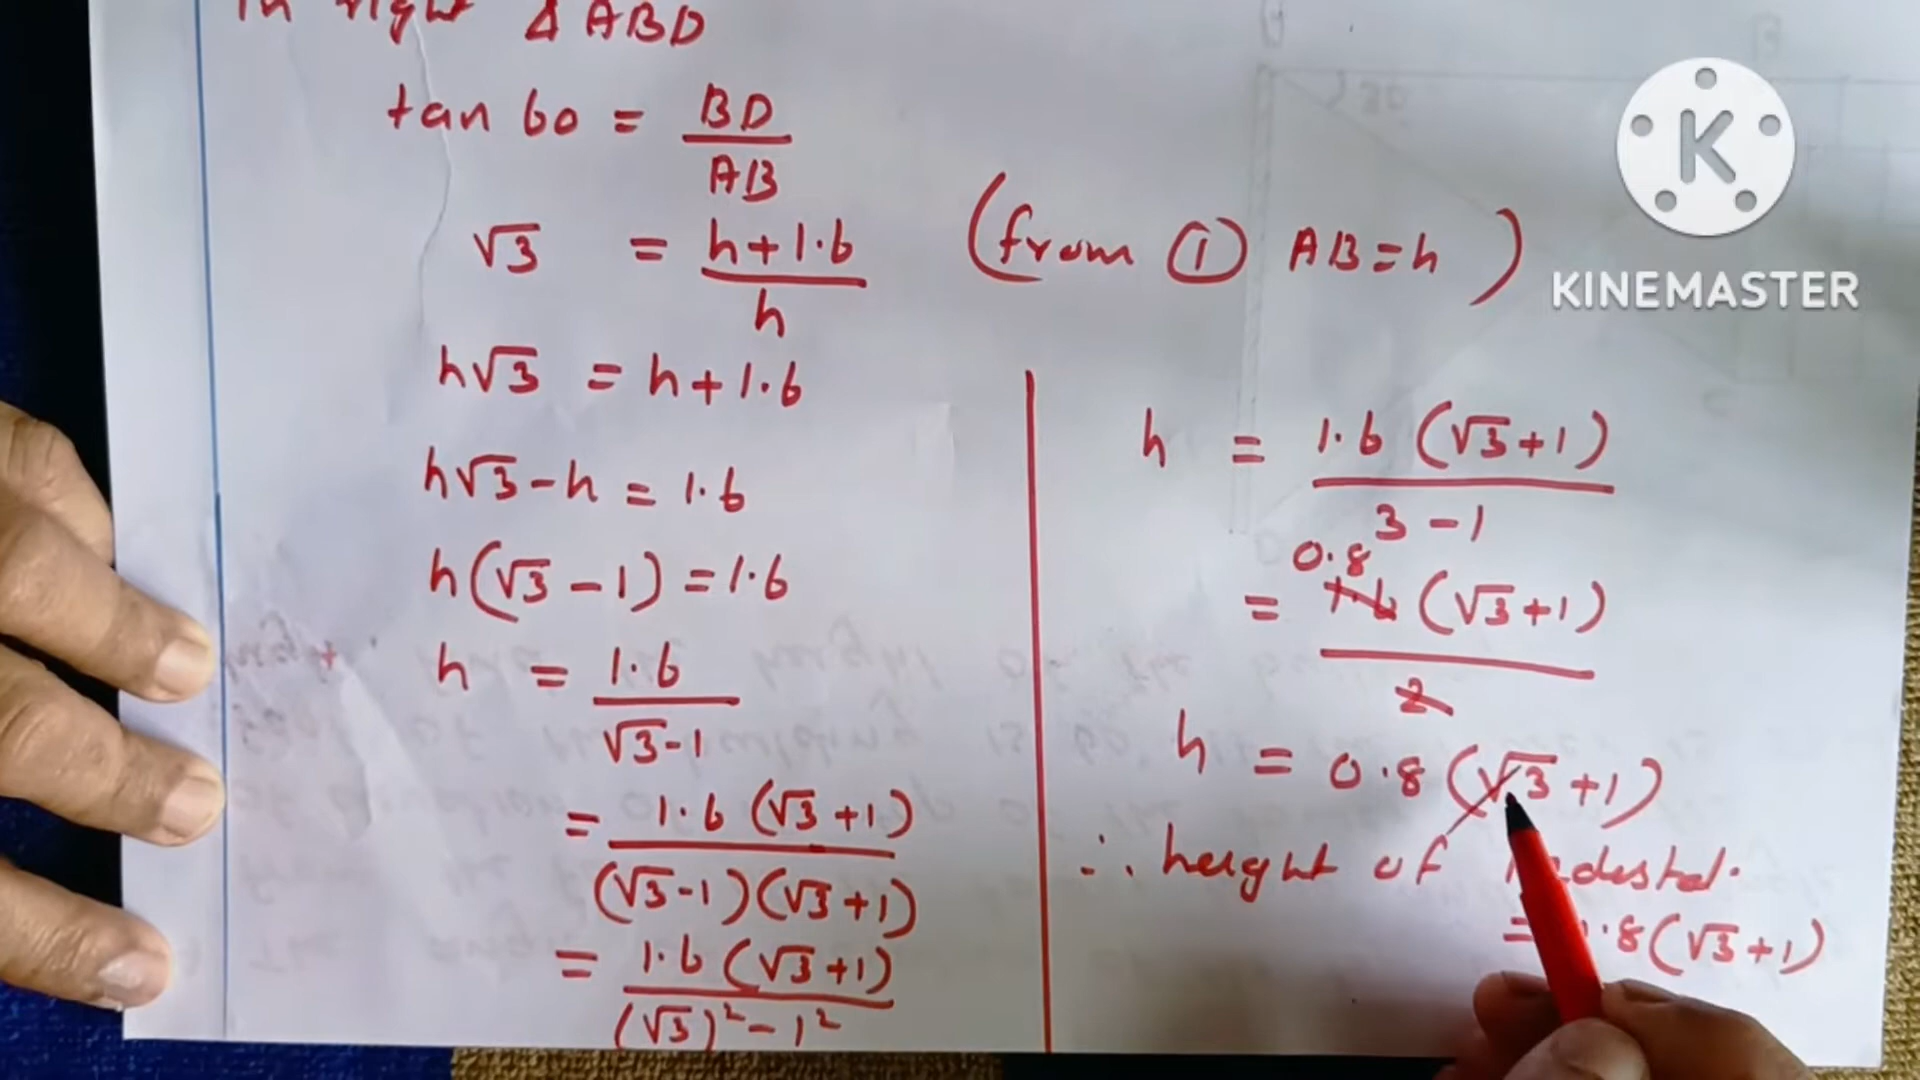 In right Δ ABD
tan 60 = BD / AB
√3 = h+1.6 / h (from ① AB=h)
h√3 = h+1.6
h√3-h = 1.6
h(√3-1) = 1.6
h = 1.6 / √3-1
= 1.6 (√3+1) / (√3-1)(√3+1)
= 1.6 (√3+1) / (√3)² - 1²
h = 1.6 (√3+1) / 3-1
0.8
= 1.6 (√3+1) / 2
h = 0.8 (√3+1)
∴ height of
= .8(√3+1)
KINEMASTER